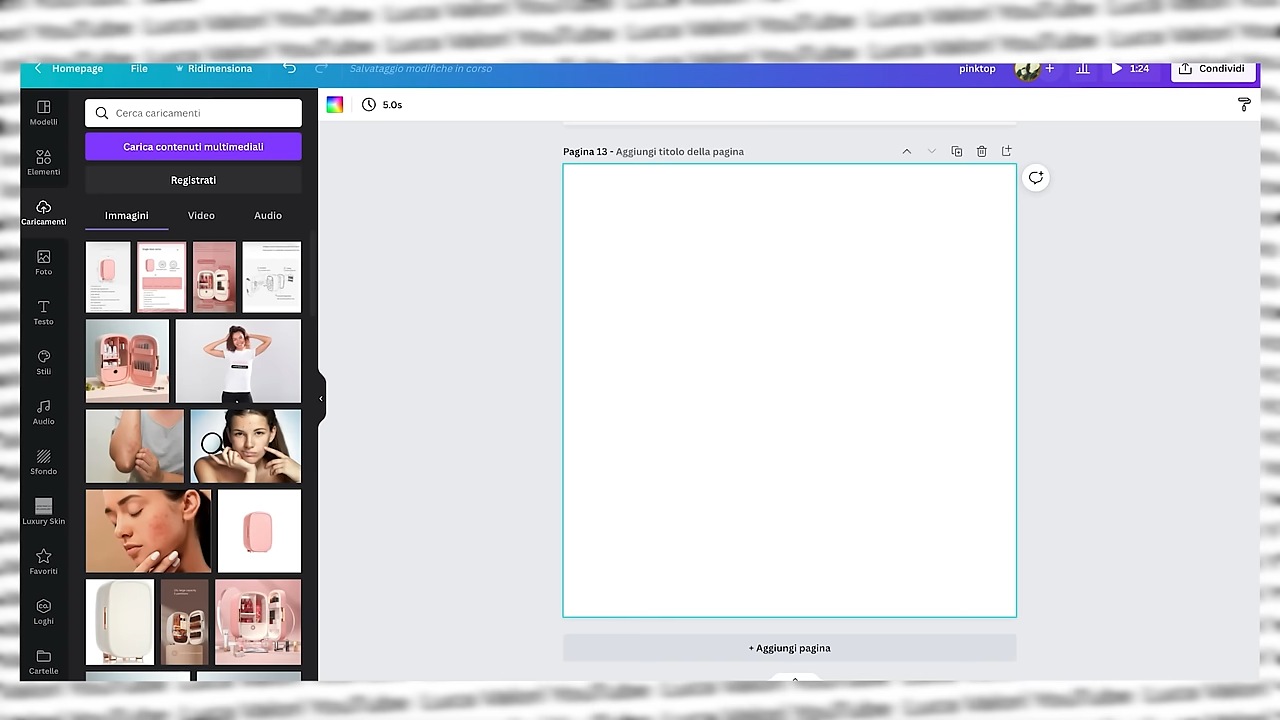 Homepage
File
Ridimensiona
Salvataggio modifiche in corso
pinktop
1:24
Condividi
Modelli
Elementi
Caricamenti
Foto
Testo
Stili
Audio
Sfondo
Luxury Skin
Favoriti
CO.
Loghi
Cartelle
Cerca caricamenti
Carica contenuti multimediali
Registrati
Immagini
Video
Audio
5.0s
Pagina 13 - Aggiungi titolo della pagina
+ Aggiungi pagina